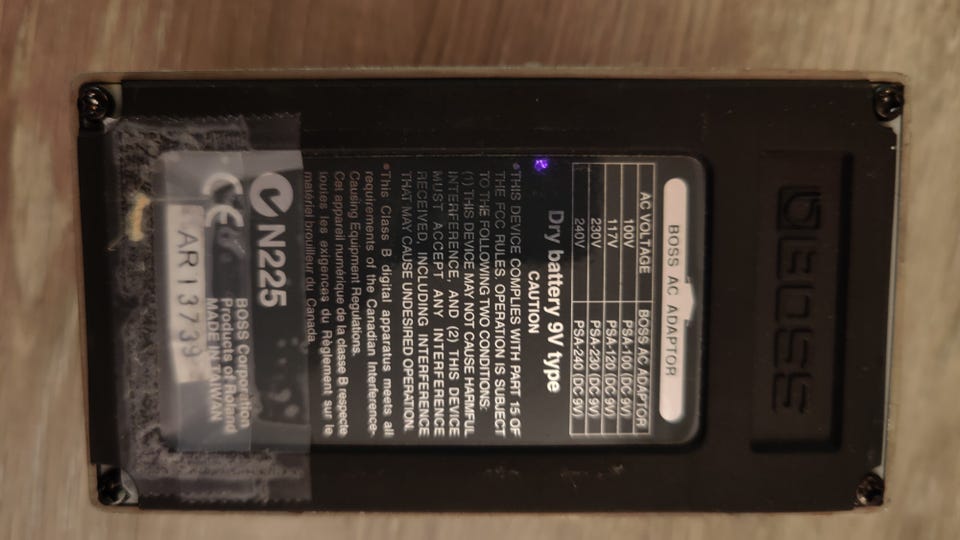 BOSS
BOSS AC ADAPTOR
AC VOLTAGE BOSS AC ADAPTOR
100V PSA-100 (DC 9V)
117V PSA-120 (DC 9V)
230V PSA-230 (DC 9V)
240V PSA-240 (DC 9V)
Dry battery 9V type
CAUTION
•THIS DEVICE COMPLIES WITH PART 15 OF
THE FCC RULES. OPERATION IS SUBJECT
TO THE FOLLOWING TWO CONDITIONS:
(1) THIS DEVICE MAY NOT CAUSE HARMFUL
INTERFERENCE, AND (2) THIS DEVICE
MUST ACCEPT ANY INTERFERENCE
RECEIVED, INCLUDING INTERFERENCE
THAT MAY CAUSE UNDESIRED OPERATION.
•This Class B digital apparatus meets all
requirements of the Canadian Interference-
Causing Equipment Regulations.
Cet appareil numérique de la classe B respecte
toutes les exigences du Règlement sur le
matériel brouilleur du Canada.
N225
CE
BOSS Corporation
Products of Roland
MADE IN TAIWAN
AR13739